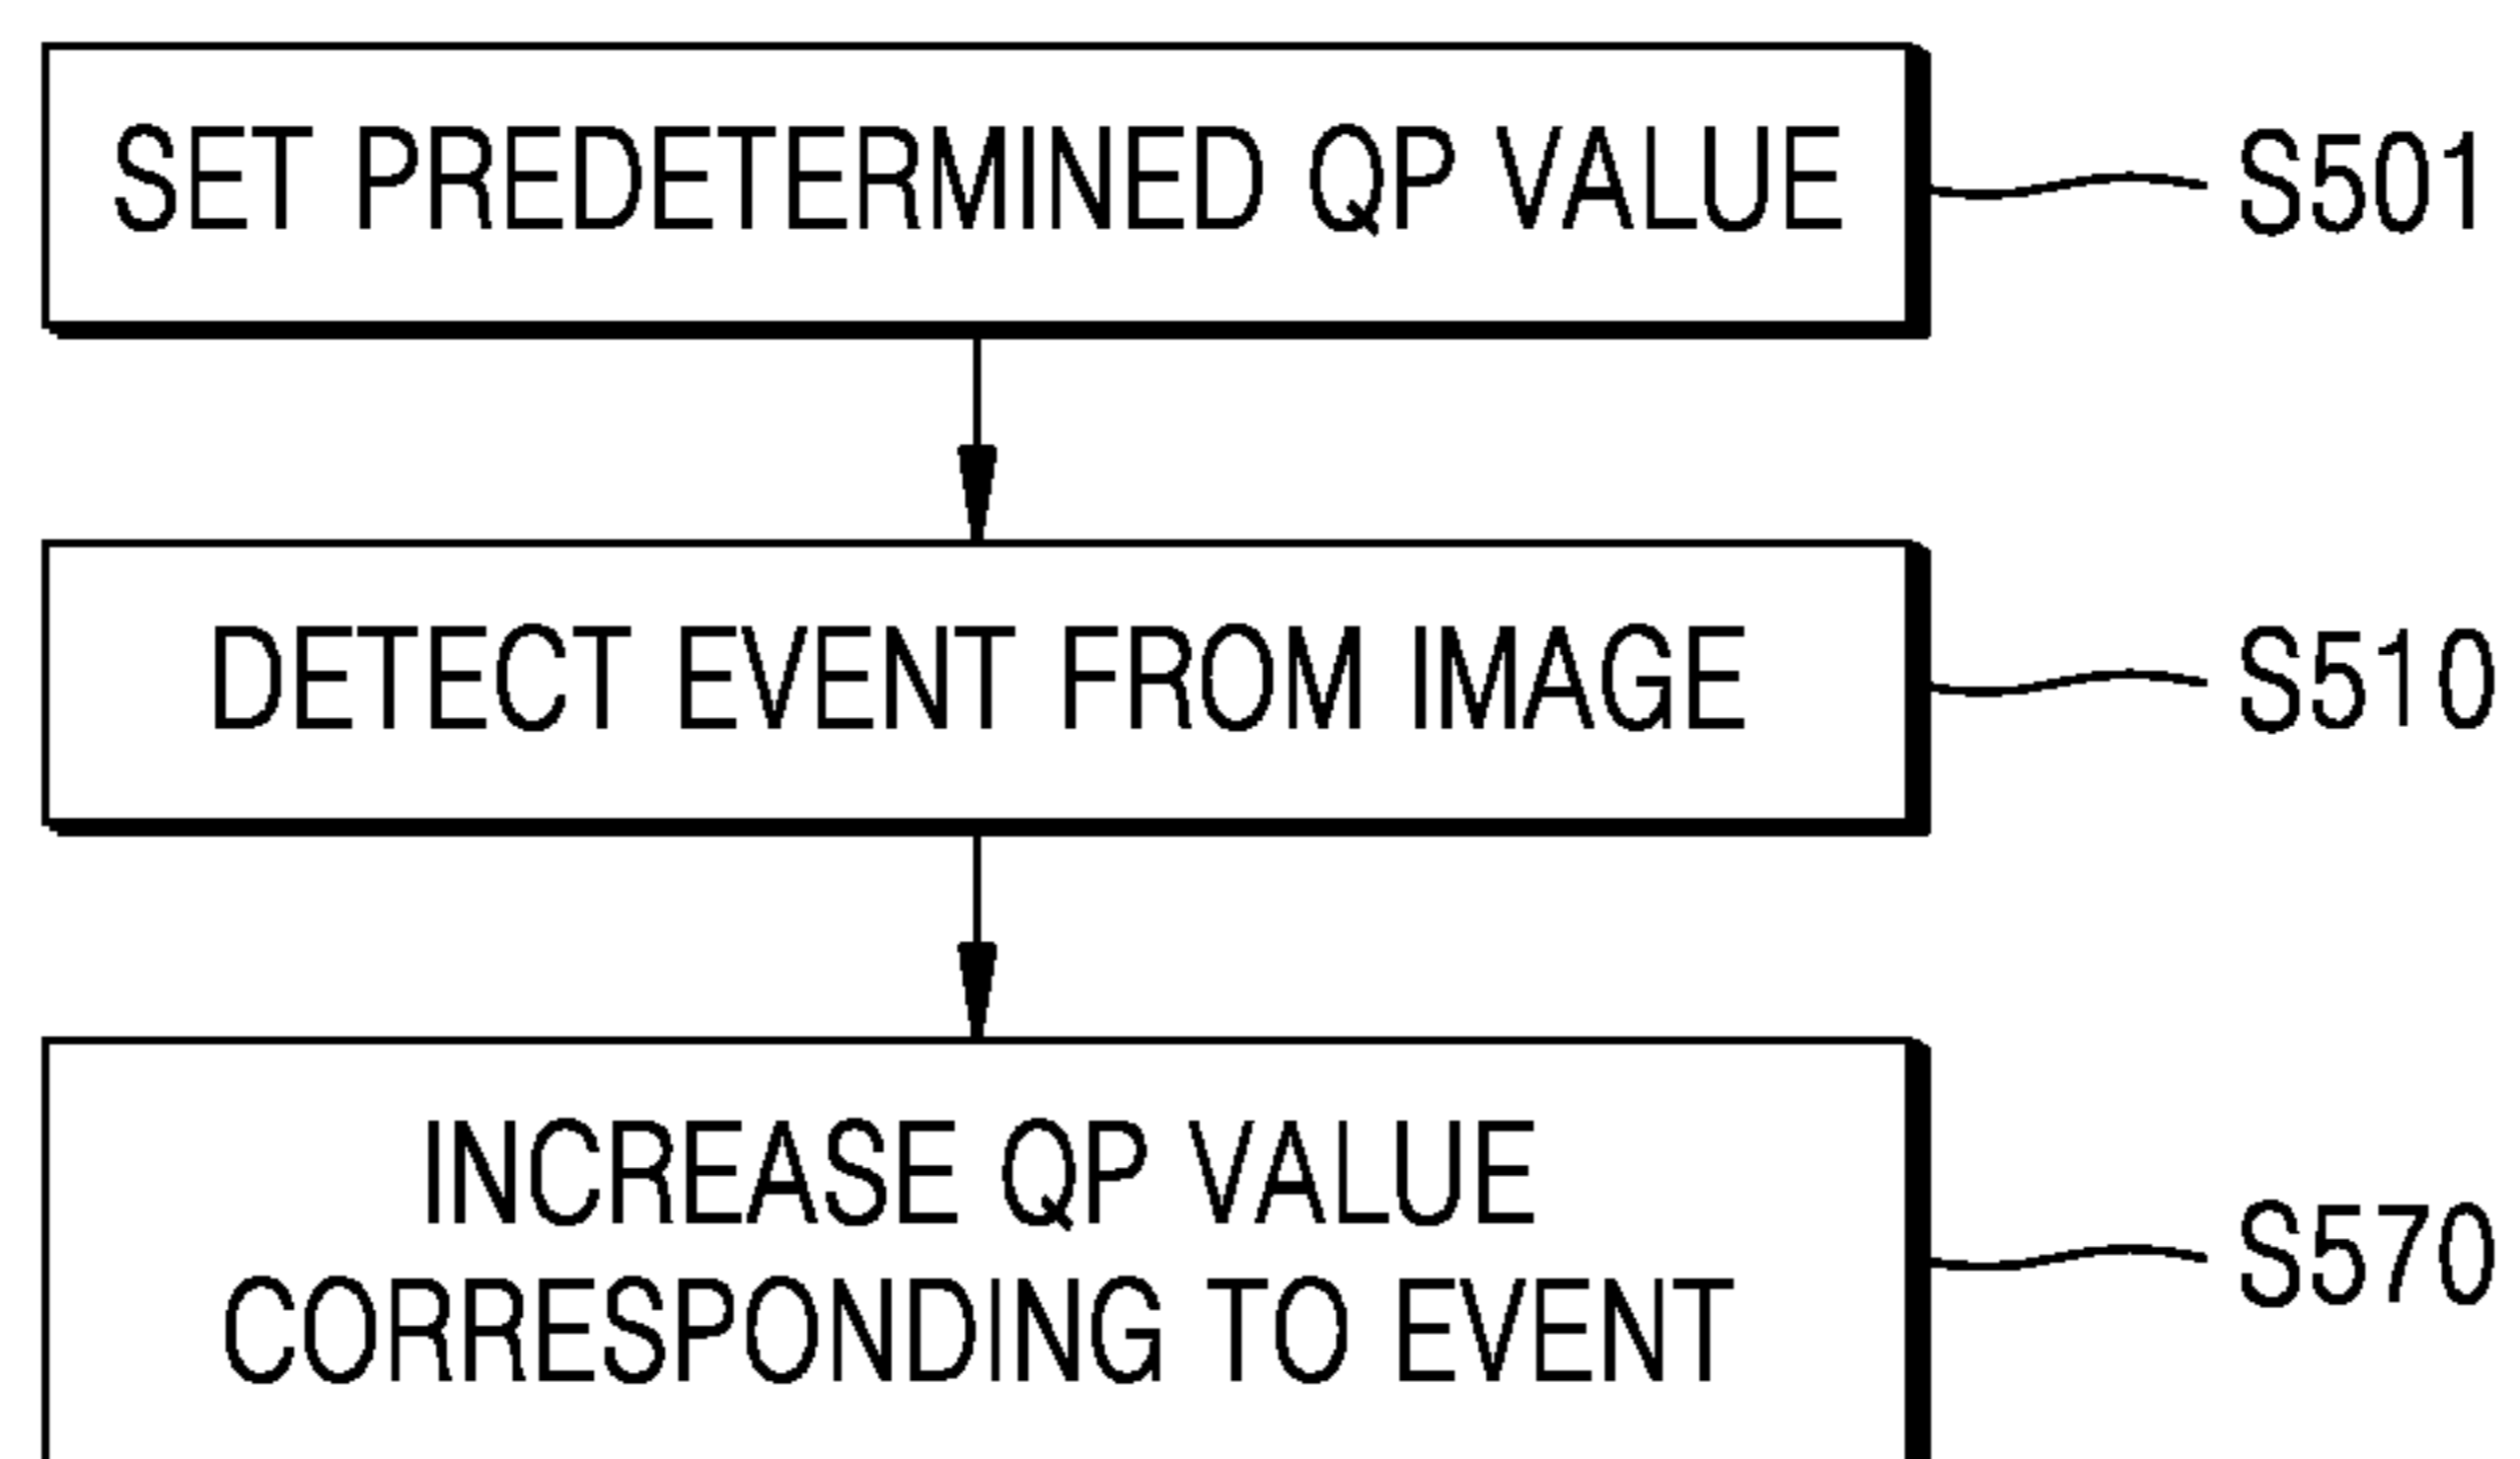 SET PREDETERMINED QP VALUE
S501
DETECT EVENT FROM IMAGE
S510
INCREASE QP VALUE
CORRESPONDING TO EVENT
S570